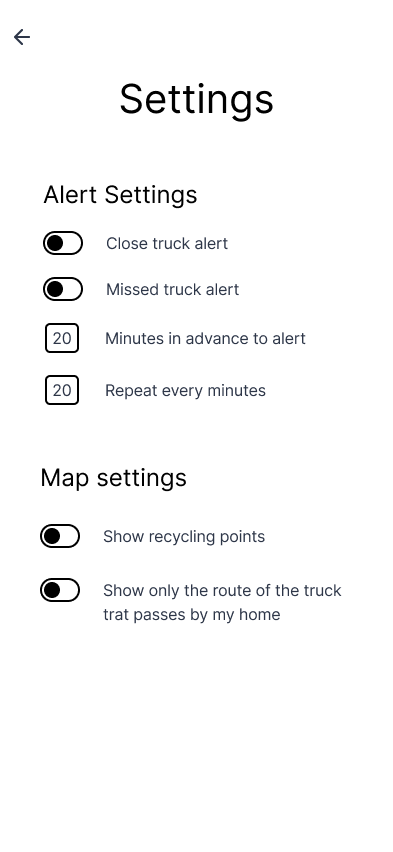 Settings
Alert Settings
Close truck alert
Missed truck alert
20 Minutes in advance to alert
20 Repeat every minutes
Map settings
Show recycling points
Show only the route of the truck
trat passes by my home